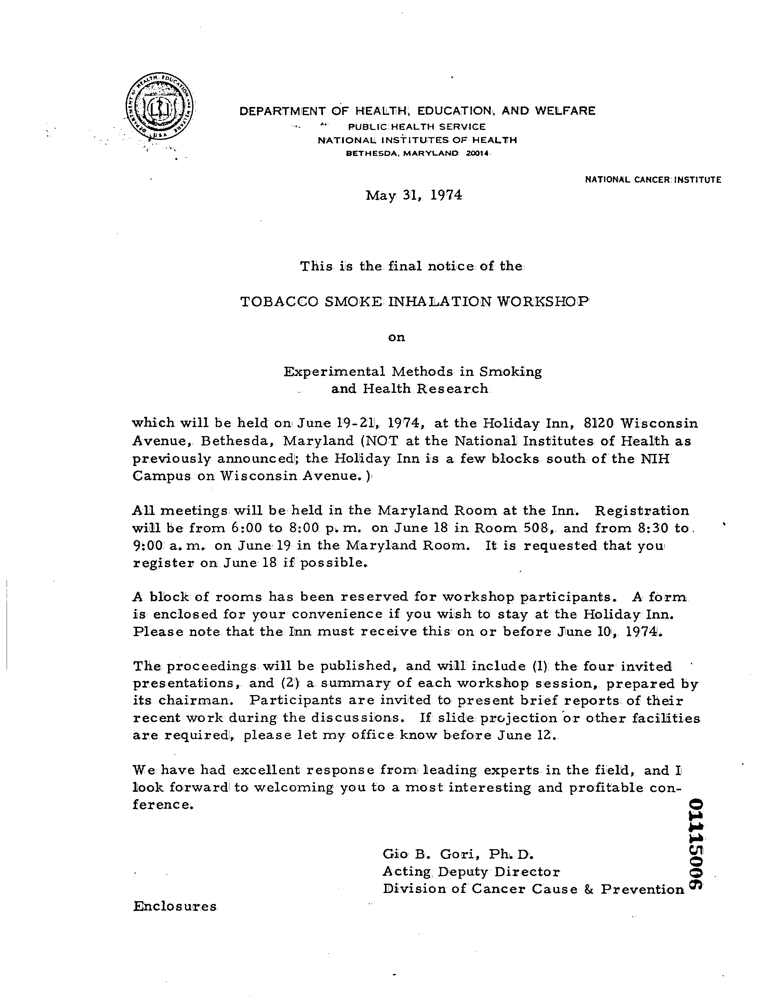 DEPARTMENT OF HEALTH, EDUCATION, AND WELFARE
PUBLIC HEALTH SERVICE
NATIONAL INSTITUTES OF HEALTH
BETHESDA, MARYLAND 20014
NATIONAL CANCER INSTITUTE
May 31, 1974
This is the final notice of the
TOBACCO SMOKE INHALATION WORKSHOP
on
Experimental Methods in Smoking
and Health Research
which will be held on June 19-21, 1974, at the Holiday Inn, 8120 Wisconsin
Avenue, Bethesda, Maryland (NOT at the National Institutes of Health as
previously announced; the Holiday Inn is a few blocks south of the NIH
Campus on Wisconsin Avenue.)
All meetings will be held in the Maryland Room at the Inn. Registration
will be from 6:00 to 8:00 p.m. on June 18 in Room 508, and from 8:30 to
9:00 a.m. on June 19 in the Maryland Room. It is requested that you
register on June 18 if possible.
A block of rooms has been reserved for workshop participants. A form
is enclosed for your convenience if you wish to stay at the Holiday Inn.
Please note that the Inn must receive this on or before June 10, 1974.
The proceedings will be published, and will include (1) the four invited
presentations, and (2) a summary of each workshop session, prepared by
its chairman. Participants are invited to present brief reports of their
recent work during the discussions. If slide projection or other facilities
are required, please let my office know before June 12.
We have had excellent response from leading experts in the field, and I
look forward to welcoming you to a most interesting and profitable con-
ference.
Gio B. Gori, Ph.D.
Acting Deputy Director
Division of Cancer Cause & Prevention
Enclosures
01115006